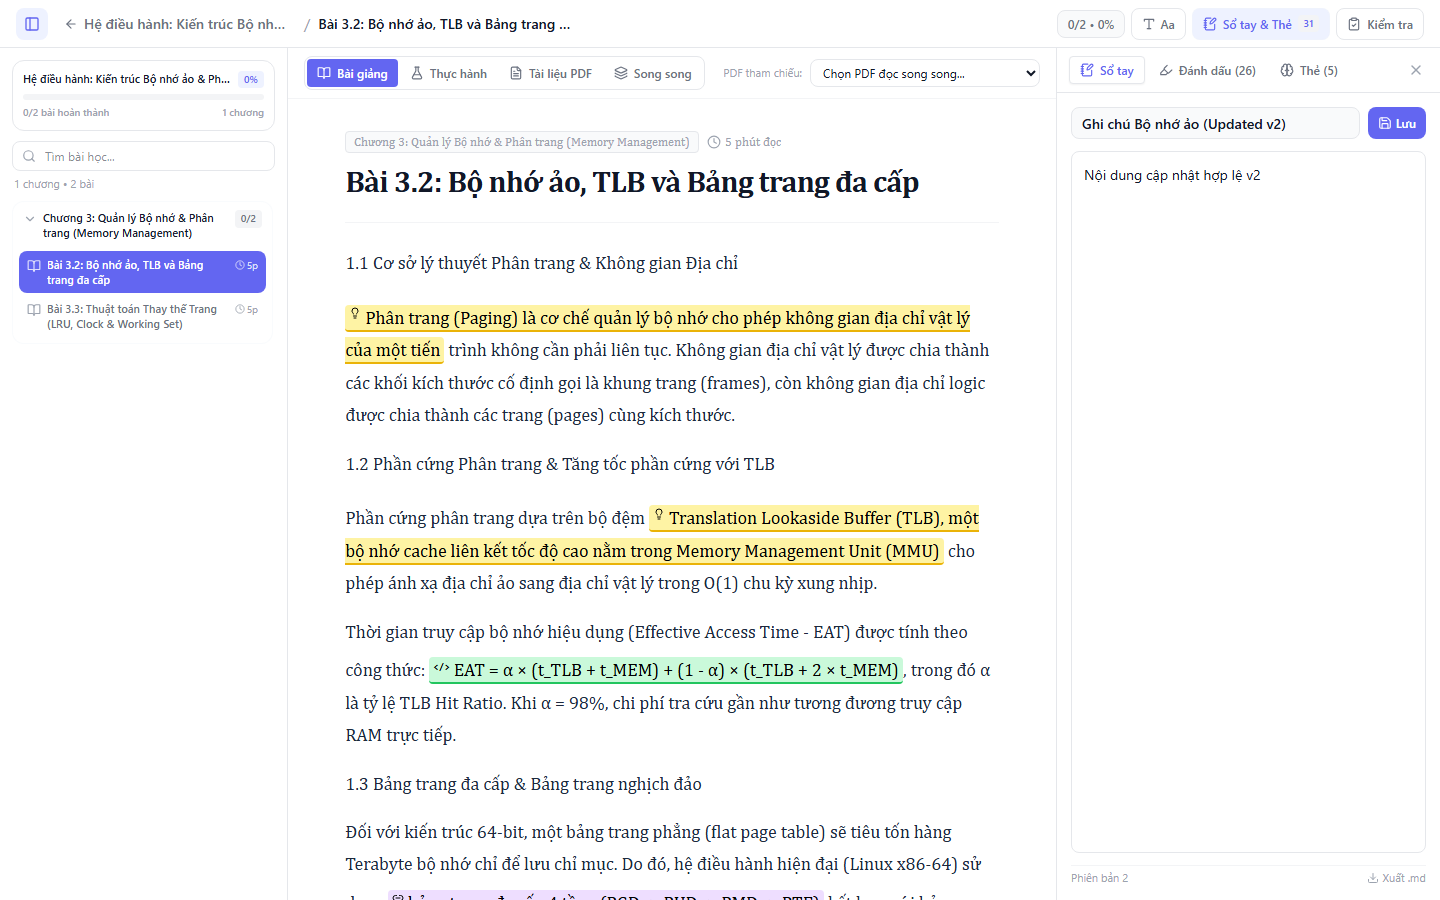 Hệ điều hành: Kiến trúc Bộ nh...
/ Bài 3.2: Bộ nhớ ảo, TLB và Bảng trang ...
0/2 • 0%
Aa
Sổ tay & Thẻ 31
Kiểm tra
Hệ điều hành: Kiến trúc Bộ nhớ ảo & Ph... 0%
0/2 bài hoàn thành 1 chương
Tìm bài học...
1 chương • 2 bài
Chương 3: Quản lý Bộ nhớ & Phân
trang (Memory Management)
0/2
Bài 3.2: Bộ nhớ ảo, TLB và Bảng
trang đa cấp
5p
Bài 3.3: Thuật toán Thay thế Trang
(LRU, Clock & Working Set)
5p
Bài giảng
Thực hành
Tài liệu PDF
Song song
PDF tham chiếu:
Chọn PDF đọc song song...
Chương 3: Quản lý Bộ nhớ & Phân trang (Memory Management)
5 phút đọc
Bài 3.2: Bộ nhớ ảo, TLB và Bảng trang đa cấp
1.1 Cơ sở lý thuyết Phân trang & Không gian Địa chỉ
Phân trang (Paging) là cơ chế quản lý bộ nhớ cho phép không gian địa chỉ vật lý
của một tiến trình không cần phải liên tục. Không gian địa chỉ vật lý được chia thành
các khối kích thước cố định gọi là khung trang (frames), còn không gian địa chỉ logic
được chia thành các trang (pages) cùng kích thước.
1.2 Phần cứng Phân trang & Tăng tốc phần cứng với TLB
Phần cứng phân trang dựa trên bộ đệm Translation Lookaside Buffer (TLB), một
bộ nhớ cache liên kết tốc độ cao nằm trong Memory Management Unit (MMU) cho
phép ánh xạ địa chỉ ảo sang địa chỉ vật lý trong O(1) chu kỳ xung nhịp.
Thời gian truy cập bộ nhớ hiệu dụng (Effective Access Time - EAT) được tính theo
công thức: </> EAT = α × (t_TLB + t_MEM) + (1 - α) × (t_TLB + 2 × t_MEM), trong đó α
là tỷ lệ TLB Hit Ratio. Khi α = 98%, chi phí tra cứu gần như tương đương truy cập
RAM trực tiếp.
1.3 Bảng trang đa cấp & Bảng trang nghịch đảo
Đối với kiến trúc 64-bit, một bảng trang phẳng (flat page table) sẽ tiêu tốn hàng
Terabyte bộ nhớ chỉ để lưu chỉ mục. Do đó, hệ điều hành hiện đại (Linux x86-64) sử
Sổ tay
Đánh dấu (26)
Thẻ (5)
Ghi chú Bộ nhớ ảo (Updated v2)
Lưu
Nội dung cập nhật hợp lệ v2
Phiên bản 2
Xuất .md